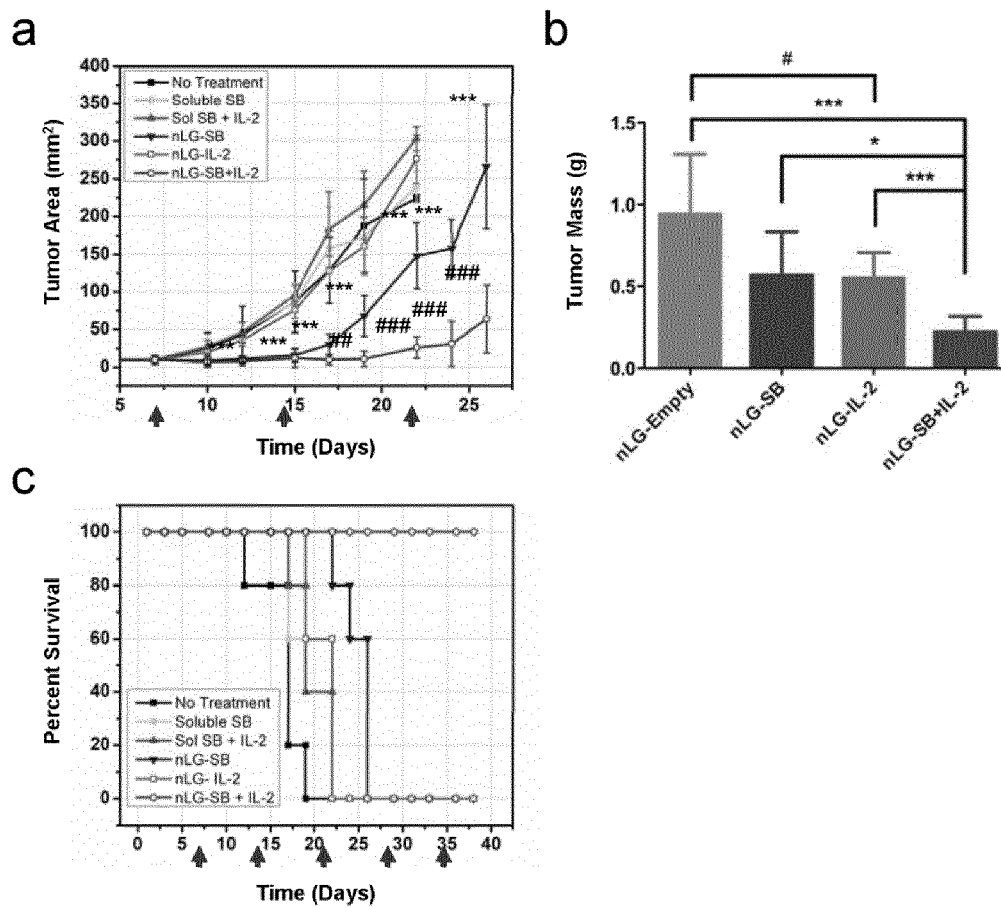 a
400
350
300
250
200
150
100
50
0
Tumor Area (mm²)
No Treatment
Soluble SB
Sol SB + IL-2
nLG-SB
nLG-IL-2
nLG-SB+IL-2
***
***
***
***
***
***
##
###
###
###
5
10
15
20
25
Time (Days)
b
#
***
*
***
1.5
1.0
0.5
0.0
Tumor Mass (g)
nLG-Empty
nLG-SB
nLG-IL-2
nLG-SB+IL-2
c
100
80
60
40
20
0
Percent Survival
No Treatment
Soluble SB
Sol SB + IL-2
nLG-SB
nLG- IL-2
nLG-SB + IL-2
0
5
10
15
20
25
30
35
40
Time (Days)